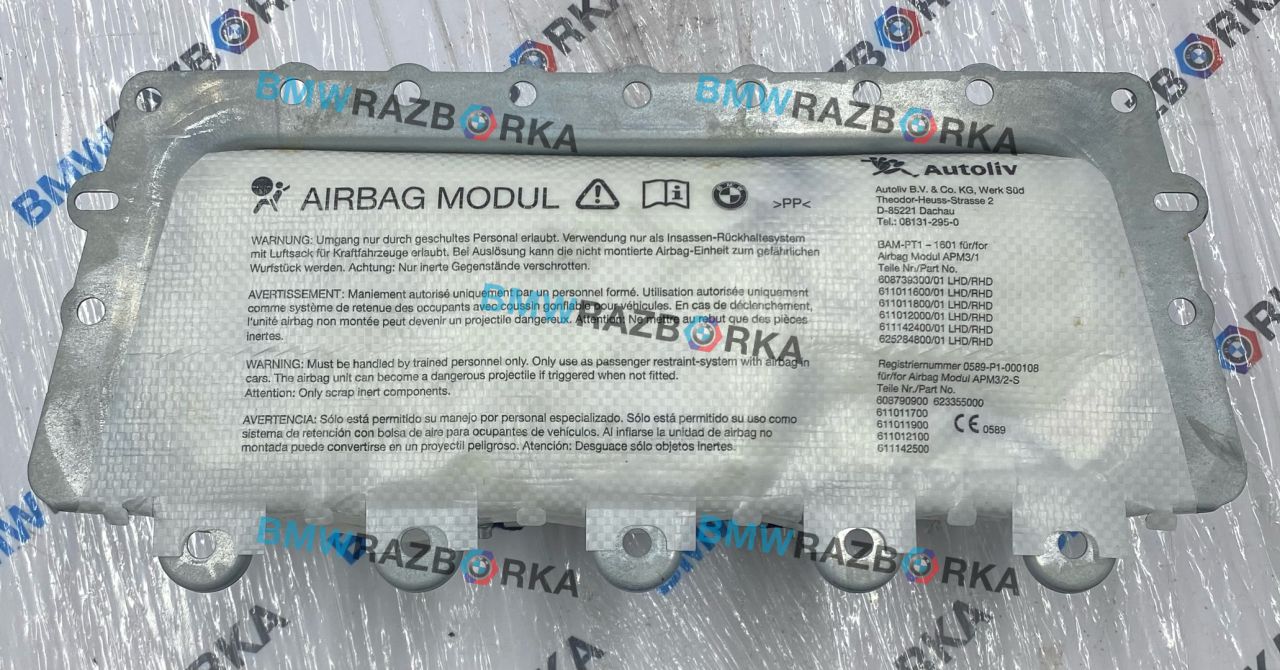 BMWRAZBORKA
BMWRAZBORKA
AIRBAG MODUL
>PP<
WARNUNG: Umgang nur durch geschultes Personal erlaubt. Verwendung nur als Insassen-Rückhaltesystem
mit Luftsack für Kraftfahrzeuge erlaubt. Bei Auslösung kann die nicht montierte Airbag-Einheit zum gefährlichen
Wurfstück werden. Achtung: Nur inerte Gegenstände verschrotten.
AVERTISSEMENT: Maniement autorisé uniquement par un personnel formé. Utilisation autorisée uniquement
comme système de retenue des occupants avec coussin gonflable pour véhicules. En cas de déclenchement,
l'unité airbag non montée peut devenir un projectile dangereux. Attention: Ne mettre au rebut que des pièces
inertes.
BMWRAZBORKA
WARNING: Must be handled by trained personnel only. Only use as passenger restraint-system with airbag in
cars. The airbag unit can become a dangerous projectile if triggered when not fitted.
Attention: Only scrap inert components.
AVERTENCIA: Sólo está permitido su manejo por personal especializado. Sólo está permitido su uso como
sistema de retención con bolsa de aire para ocupantes de vehículos. Al inflarse la unidad de airbag no
montada puede convertirse en un proyectil peligroso. Atención: Desguace sólo objetos inertes.
Autoliv
Autoliv B.V. & Co. KG, Werk Süd
Theodor-Heuss-Strasse 2
D-85221 Dachau
Tel.: 08131-295-0
BAM-PT1 - 1601 für/for
Airbag Modul APM3/1
Teile Nr./Part No.
608739300/01 LHD/RHD
611011600/01 LHD/RHD
611011800/01 LHD/RHD
611012000/01 LHD/RHD
611142400/01 LHD/RHD
625284800/01 LHD/RHD
Registriernummer 0589-P1-000108
für/for Airbag Modul APM3/2-S
Teile Nr./Part No.
608790900 623355000
611011700
611011900
611012100
611142500
CE 0589
BMWRAZBORKA
BMWRAZBORKA